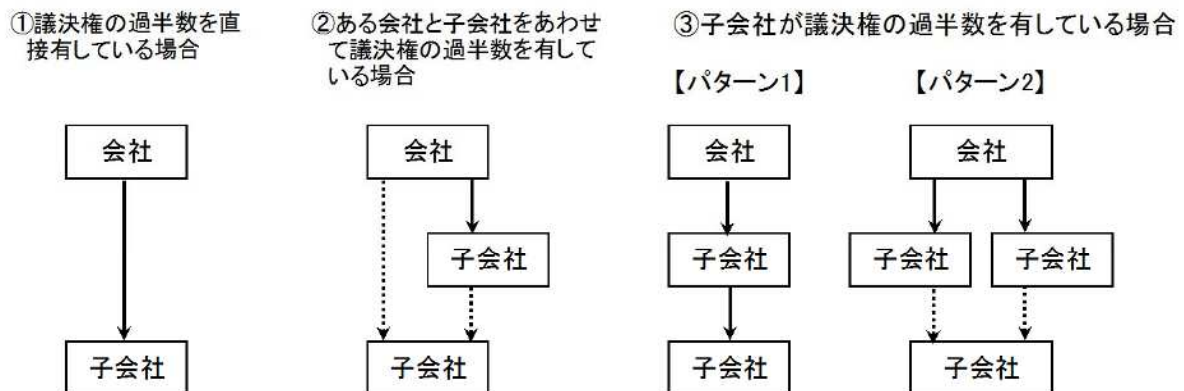 ①議決権の過半数を直
接有している場合
②ある会社と子会社をあわせ
て議決権の過半数を有して
いる場合
③子会社が議決権の過半数を有している場合
【パターン1】
【パターン2】
会社
子会社
会社
子会社
子会社
会社
子会社
子会社
会社
子会社
子会社
子会社